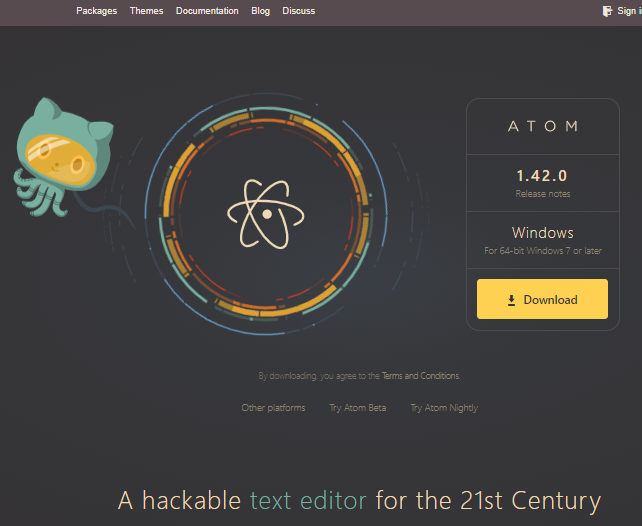 Packages Themes Documentation Blog Discuss Sign i
ATOM
1.42.0
Release notes
Windows
For 64-bit Windows 7 or later
Download
By downloading, you agree to the Terms and Conditions.
Other platforms Try Atom Beta Try Atom Nightly
A hackable text editor for the 21st Century